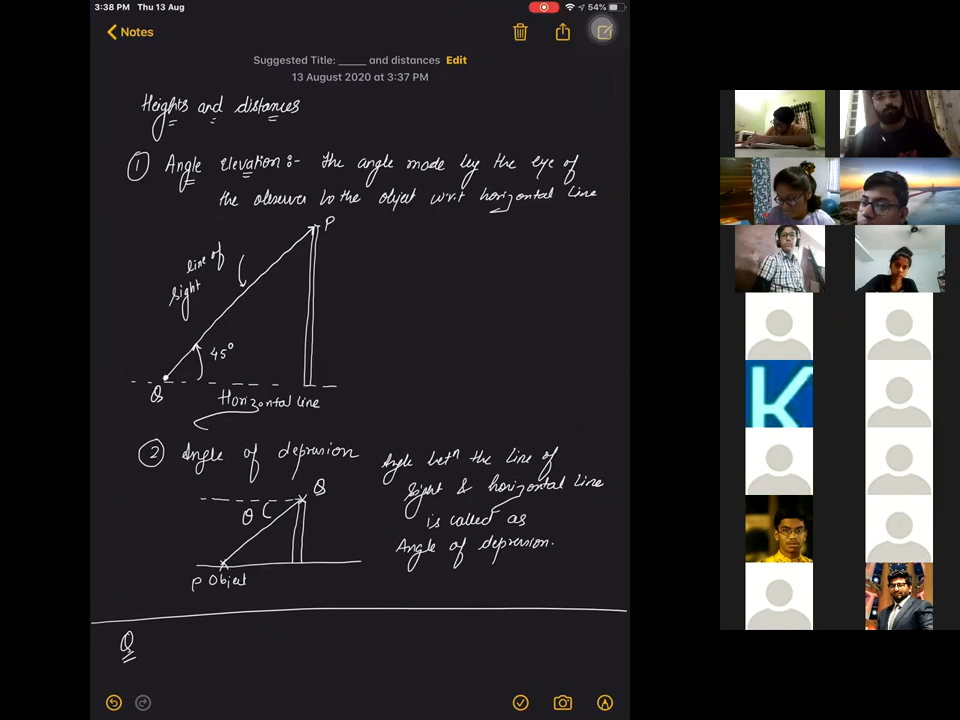 3:38 PM Thu 13 Aug
54%
Notes
Suggested Title: _____ and distances Edit
13 August 2020 at 3:37 PM
Heights and distances
1 Angle Elevation:- The angle made by the eye of
the observer to the object w.r.t horizontal line
P
line of
sight
45°
Q
Horizontal line
2 Angle of depression
Angle betn the line of
sight & horizontal line
is called as
Angle of depression.
Q
θ
P Object
Q
K